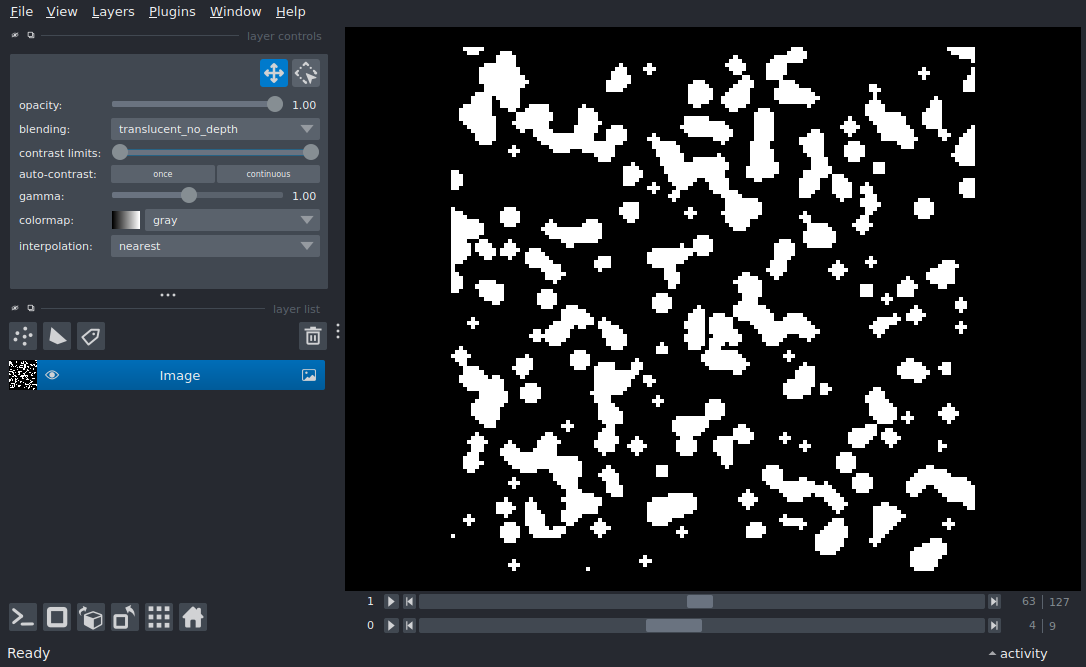 File View Layers Plugins Window Help
layer controls
opacity: 1.00
blending: translucent_no_depth
contrast limits:
auto-contrast: once continuous
gamma: 1.00
colormap: gray
interpolation: nearest
layer list
Image
1 63 127
0 4 9
Ready activity